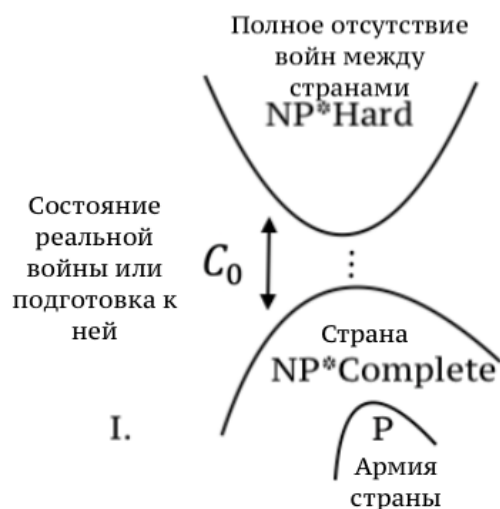 Полное отсутствие
войн между
странами
NP*Hard
Состояние
реальной
войны или
подготовка к
ней
C₀
⋮
Страна
NP*Complete
I.
P
Армия
страны